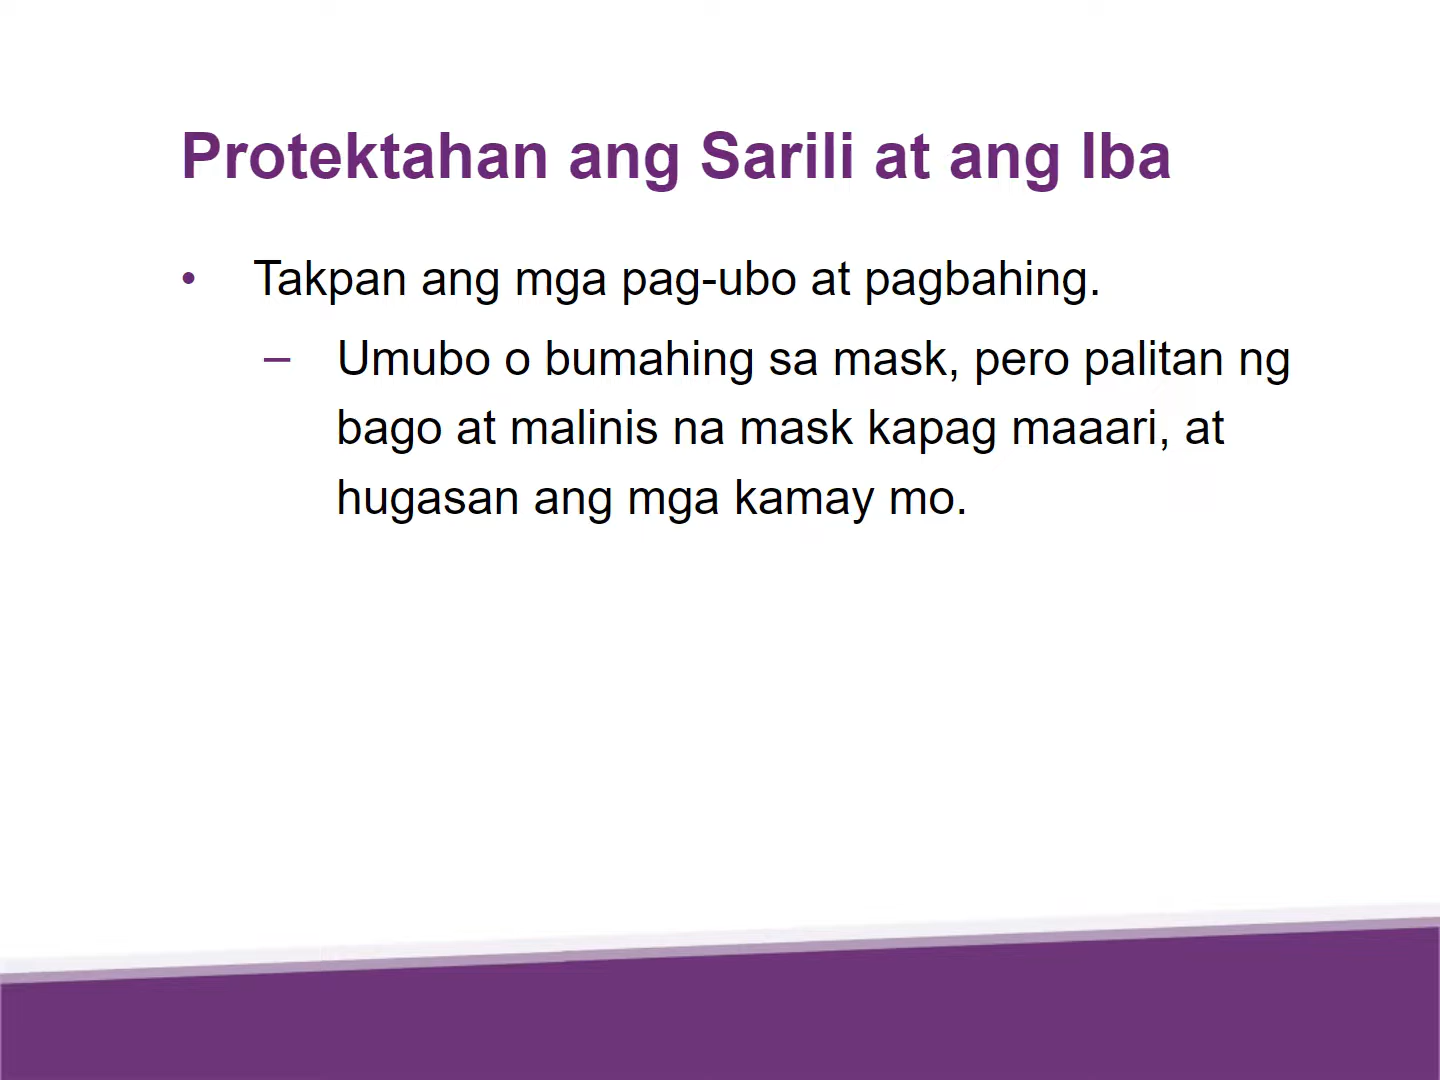 Protektahan ang Sarili at ang Iba
• Takpan ang mga pag-ubo at pagbahing.
– Umubo o bumahing sa mask, pero palitan ng
bago at malinis na mask kapag maaari, at
hugasan ang mga kamay mo.